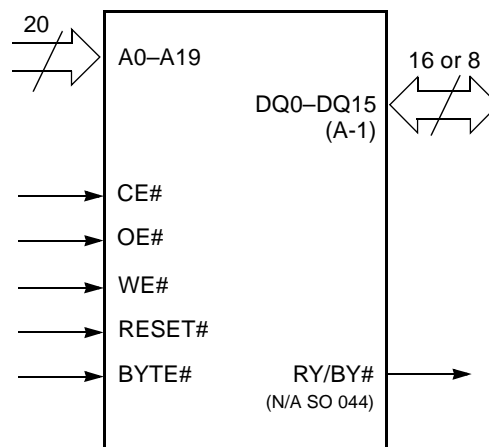 20
A0–A19
16 or 8
DQ0–DQ15
(A-1)
CE#
OE#
WE#
RESET#
BYTE#
RY/BY#
(N/A SO 044)